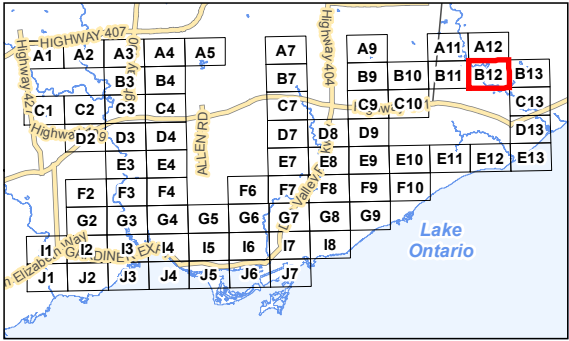 HIGHWAY 407
Highway 404
A1 A2 A3 A4 A5 A7 A9 A11 A12
B3 B4 B7 B9 B10 B11 B12 B13
C1 C2 C3 C4 C7 C9 C10 C13
D2 D3 D4 D7 D8 D9 D13
ALLEN RD
E3 E4 E7 E8 E9 E10 E11 E12 E13
F2 F3 F4 F6 F7 F8 F9 F10
G2 G3 G4 G5 G6 G7 G8 G9
Lake
Ontario
I1 I2 I3 I4 I5 I6 I7 I8
J1 J2 J3 J4 J5 J6 J7